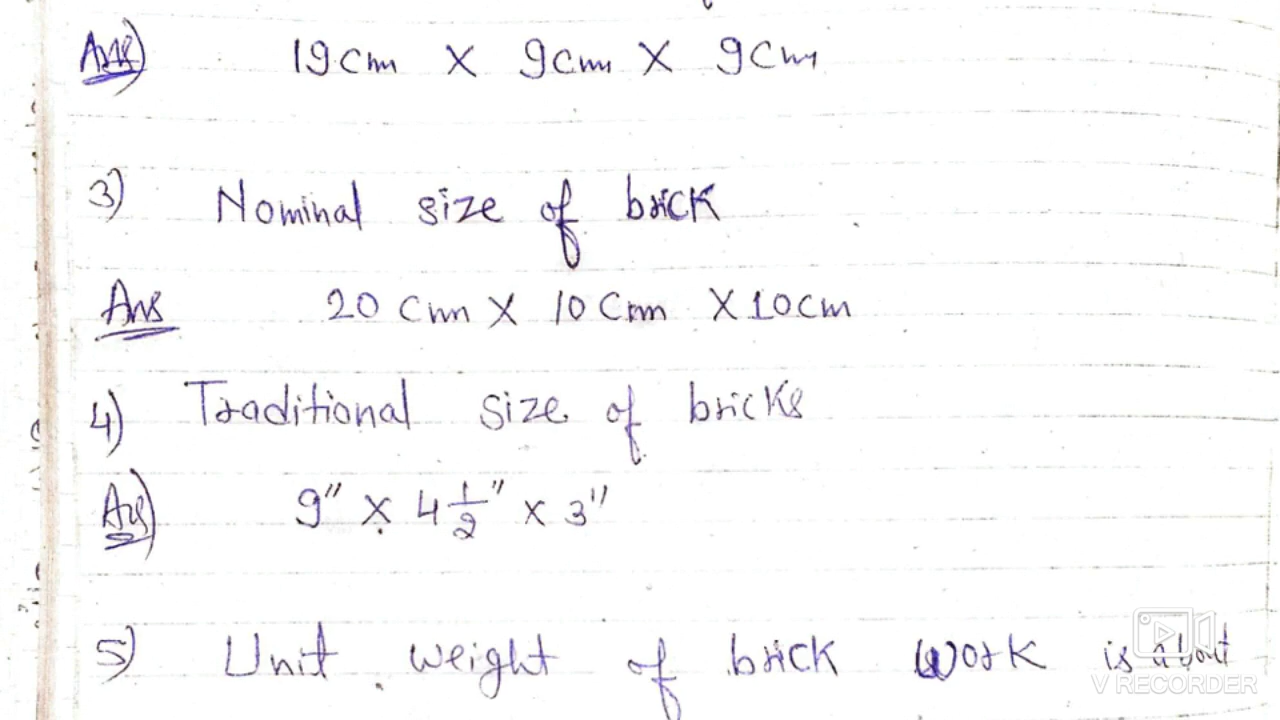 Ans) 19cm X 9cm X 9cm
3) Nominal size of brick
Ans 20 cm X 10 cm X 10cm
4) Traditional size of bricks
Ans) 9" x 4 1/2" x 3"
5) Unit weight of brick work is about
V RECORDER